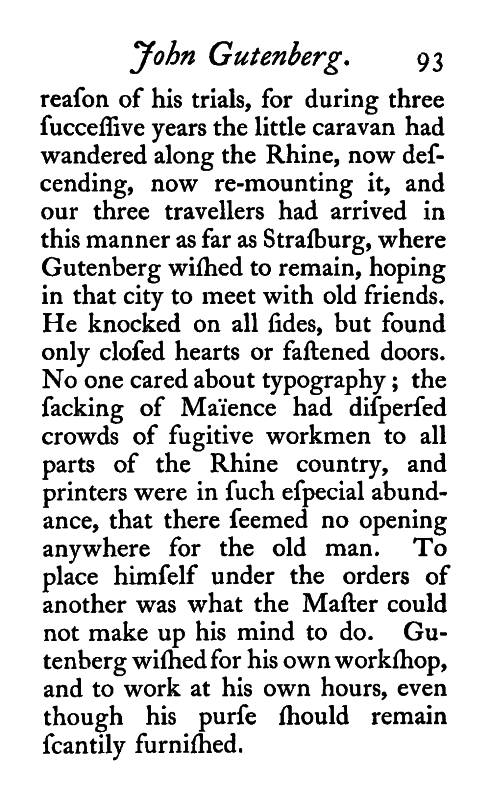 John Gutenberg. 93
reaſon of his trials, for during three
ſucceſſive years the little caravan had
wandered along the Rhine, now deſ-
cending, now re-mounting it, and
our three travellers had arrived in
this manner as far as Straſburg, where
Gutenberg wiſhed to remain, hoping
in that city to meet with old friends.
He knocked on all ſides, but found
only cloſed hearts or faſtened doors.
No one cared about typography; the
ſacking of Maïence had diſperſed
crowds of fugitive workmen to all
parts of the Rhine country, and
printers were in ſuch eſpecial abund-
ance, that there ſeemed no opening
anywhere for the old man. To
place himſelf under the orders of
another was what the Maſter could
not make up his mind to do. Gu-
tenberg wiſhed for his own workſhop,
and to work at his own hours, even
though his purſe ſhould remain
ſcantily furniſhed.